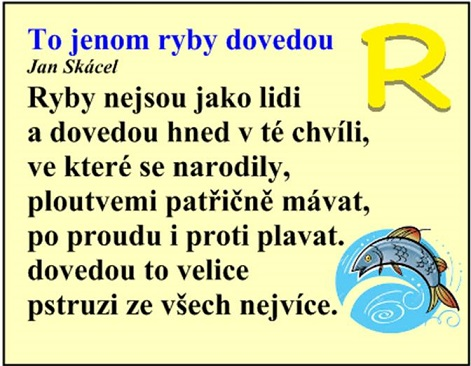 To jenom ryby dovedou
R
Jan Skácel
Ryby nejsou jako lidi
a dovedou hned v té chvíli,
ve které se narodily,
ploutvemi patřičně mávat,
po proudu i proti plavat.
dovedou to velice
pstruzi ze všech nejvíce.